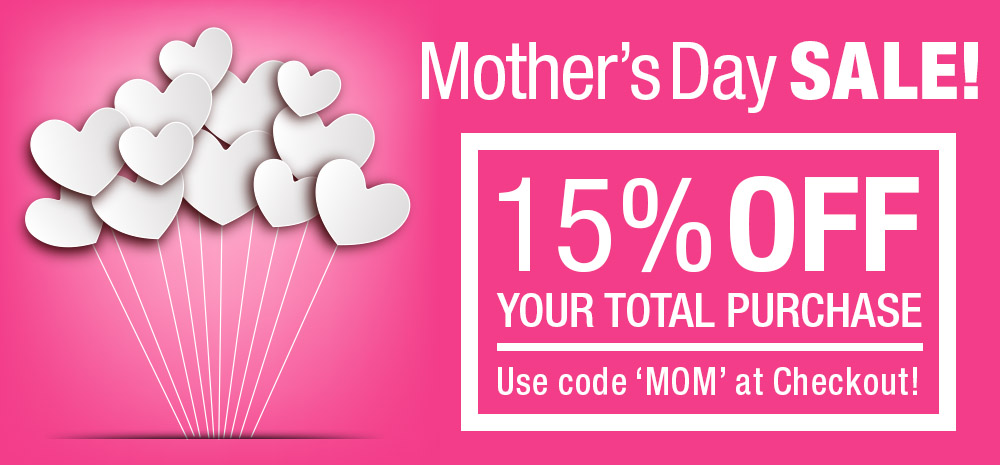 Mother’s Day SALE!
15% OFF
YOUR TOTAL PURCHASE
Use code ‘MOM’ at Checkout!